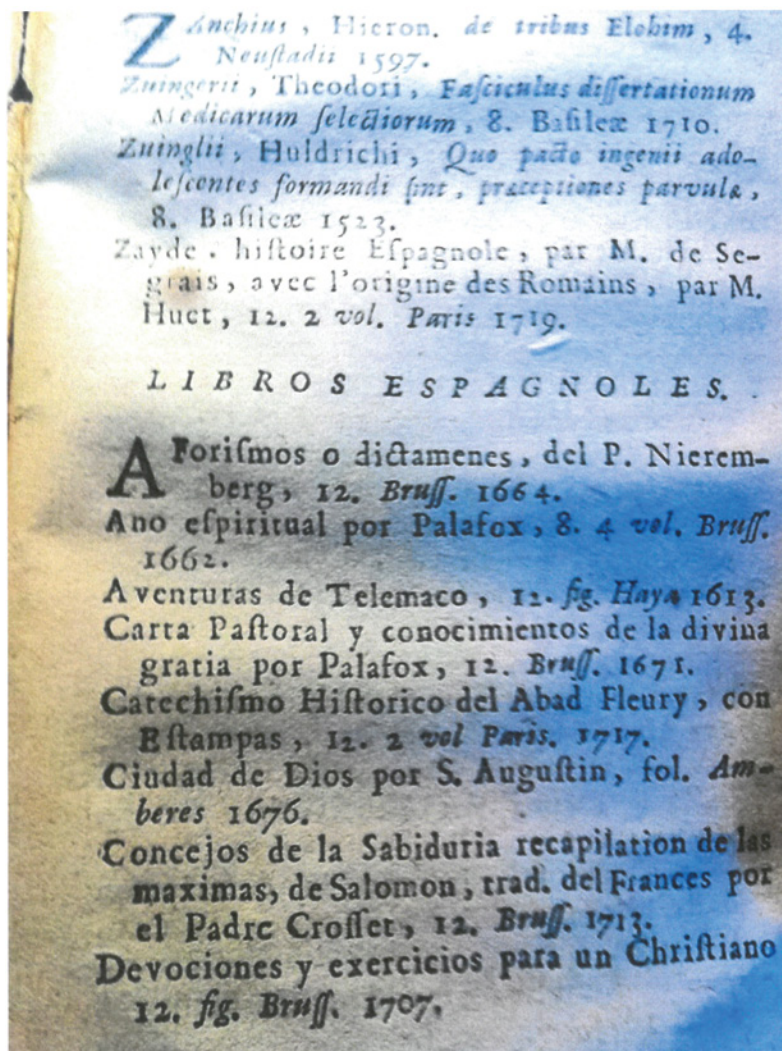 ZAnchius, Hieron. de tribus Elohim, 4.
Neuſtadii 1597.
Zuingerii, Theodori, Faſciculus diſſertationum
Medicarum ſelectiorum, 8. Baſileæ 1710.
Zuinglii, Huldrichi, Quo pacto ingenii ado-
leſcentes formandi ſint, præceptiones parvulæ,
8. Baſileæ 1523.
Zayde. hiſtoire Eſpagnole, par M. de Se-
grais, avec l'origine des Romains, par M.
Huet, 12. 2 vol. Paris 1719.
LIBROS ESPAGNOLES.
AForiſmos o dictamenes, del P. Nierem-
berg, 12. Bruſſ. 1664.
Ano eſpiritual por Palafox, 8. 4 vol. Bruſſ.
1662.
Aventuras de Telemaco, 12. fig. Haya 1613.
Carta Paſtoral y conocimientos de la divina
gratia por Palafox, 12. Bruſſ. 1671.
Catechiſmo Hiſtorico del Abad Fleury, con
Eſtampas, 12. 2 vol Paris. 1717.
Ciudad de Dios por S. Auguſtin, fol. Am-
beres 1676.
Concejos de la Sabiduria recapilation de las
maximas, de Salomon, trad. del Frances por
el Padre Croſſet, 12. Bruſſ. 1713.
Devociones y exercicios para un Chriſtiano
12. fig. Bruſſ. 1707.